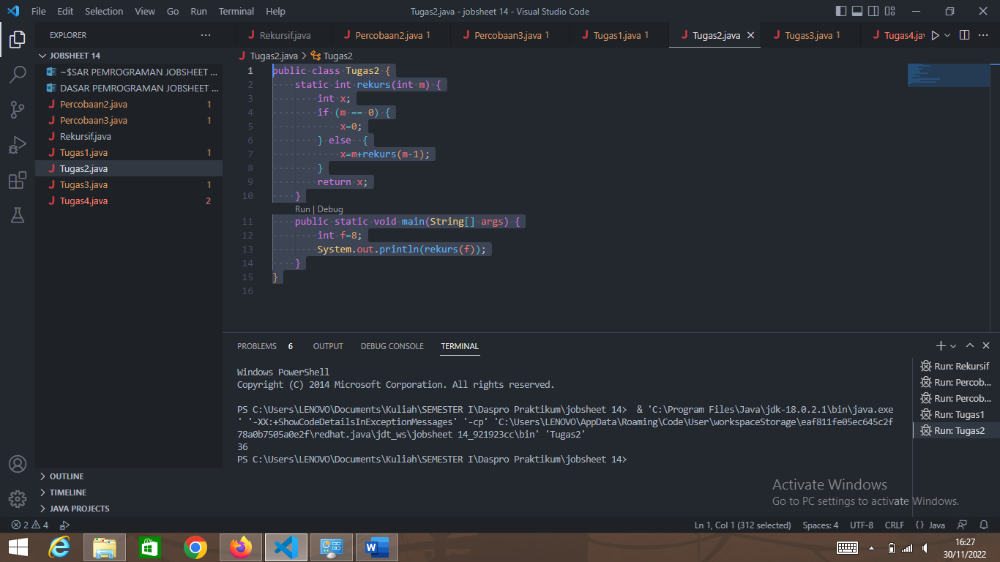 File Edit Selection View Go Run Terminal Help
Tugas2.java - jobsheet 14 - Visual Studio Code
EXPLORER
JOBSHEET 14
~$SAR PEMROGRAMAN JOBSHEET ...
DASAR PEMROGRAMAN JOBSHEET ...
Percobaan2.java 1
Percobaan3.java 1
Rekursif.java
Tugas1.java 1
Tugas2.java
Tugas3.java 1
Tugas4.java 2
OUTLINE
TIMELINE
JAVA PROJECTS
Rekursif.java Percobaan2.java 1 Percobaan3.java 1 Tugas1.java 1 Tugas2.java Tugas3.java 1 Tugas4.jav
Tugas2.java > Tugas2
1 public class Tugas2 {
2 static int rekurs(int m) {
3 int x;
4 if (m == 0) {
5 x=0;
6 } else  {
7 x=m+rekurs(m-1);
8 }
9 return x;
10 }
Run | Debug
11 public static void main(String[] args) {
12 int f=8;
13 System.out.println(rekurs(f));
14 }
15 }
16
PROBLEMS 6 OUTPUT DEBUG CONSOLE TERMINAL
Windows PowerShell
Copyright (C) 2014 Microsoft Corporation. All rights reserved.
PS C:\Users\LENOVO\Documents\Kuliah\SEMESTER I\Daspro Praktikum\jobsheet 14>  & 'C:\Program Files\Java\jdk-18.0.2.1\bin\java.exe
' '-XX:+ShowCodeDetailsInExceptionMessages' '-cp' 'C:\Users\LENOVO\AppData\Roaming\Code\User\workspaceStorage\eaf811fe05ec645c2f
78a0b7505a0e2f\redhat.java\jdt_ws\jobsheet 14_921923cc\bin' 'Tugas2'
36
PS C:\Users\LENOVO\Documents\Kuliah\SEMESTER I\Daspro Praktikum\jobsheet 14>
Run: Rekursif
Run: Percob...
Run: Percob...
Run: Tugas1
Run: Tugas2
Activate Windows
Go to PC settings to activate Windows.
2 4
Ln 1, Col 1 (312 selected) Spaces: 4 UTF-8 CRLF {} Java
16:27
30/11/2022